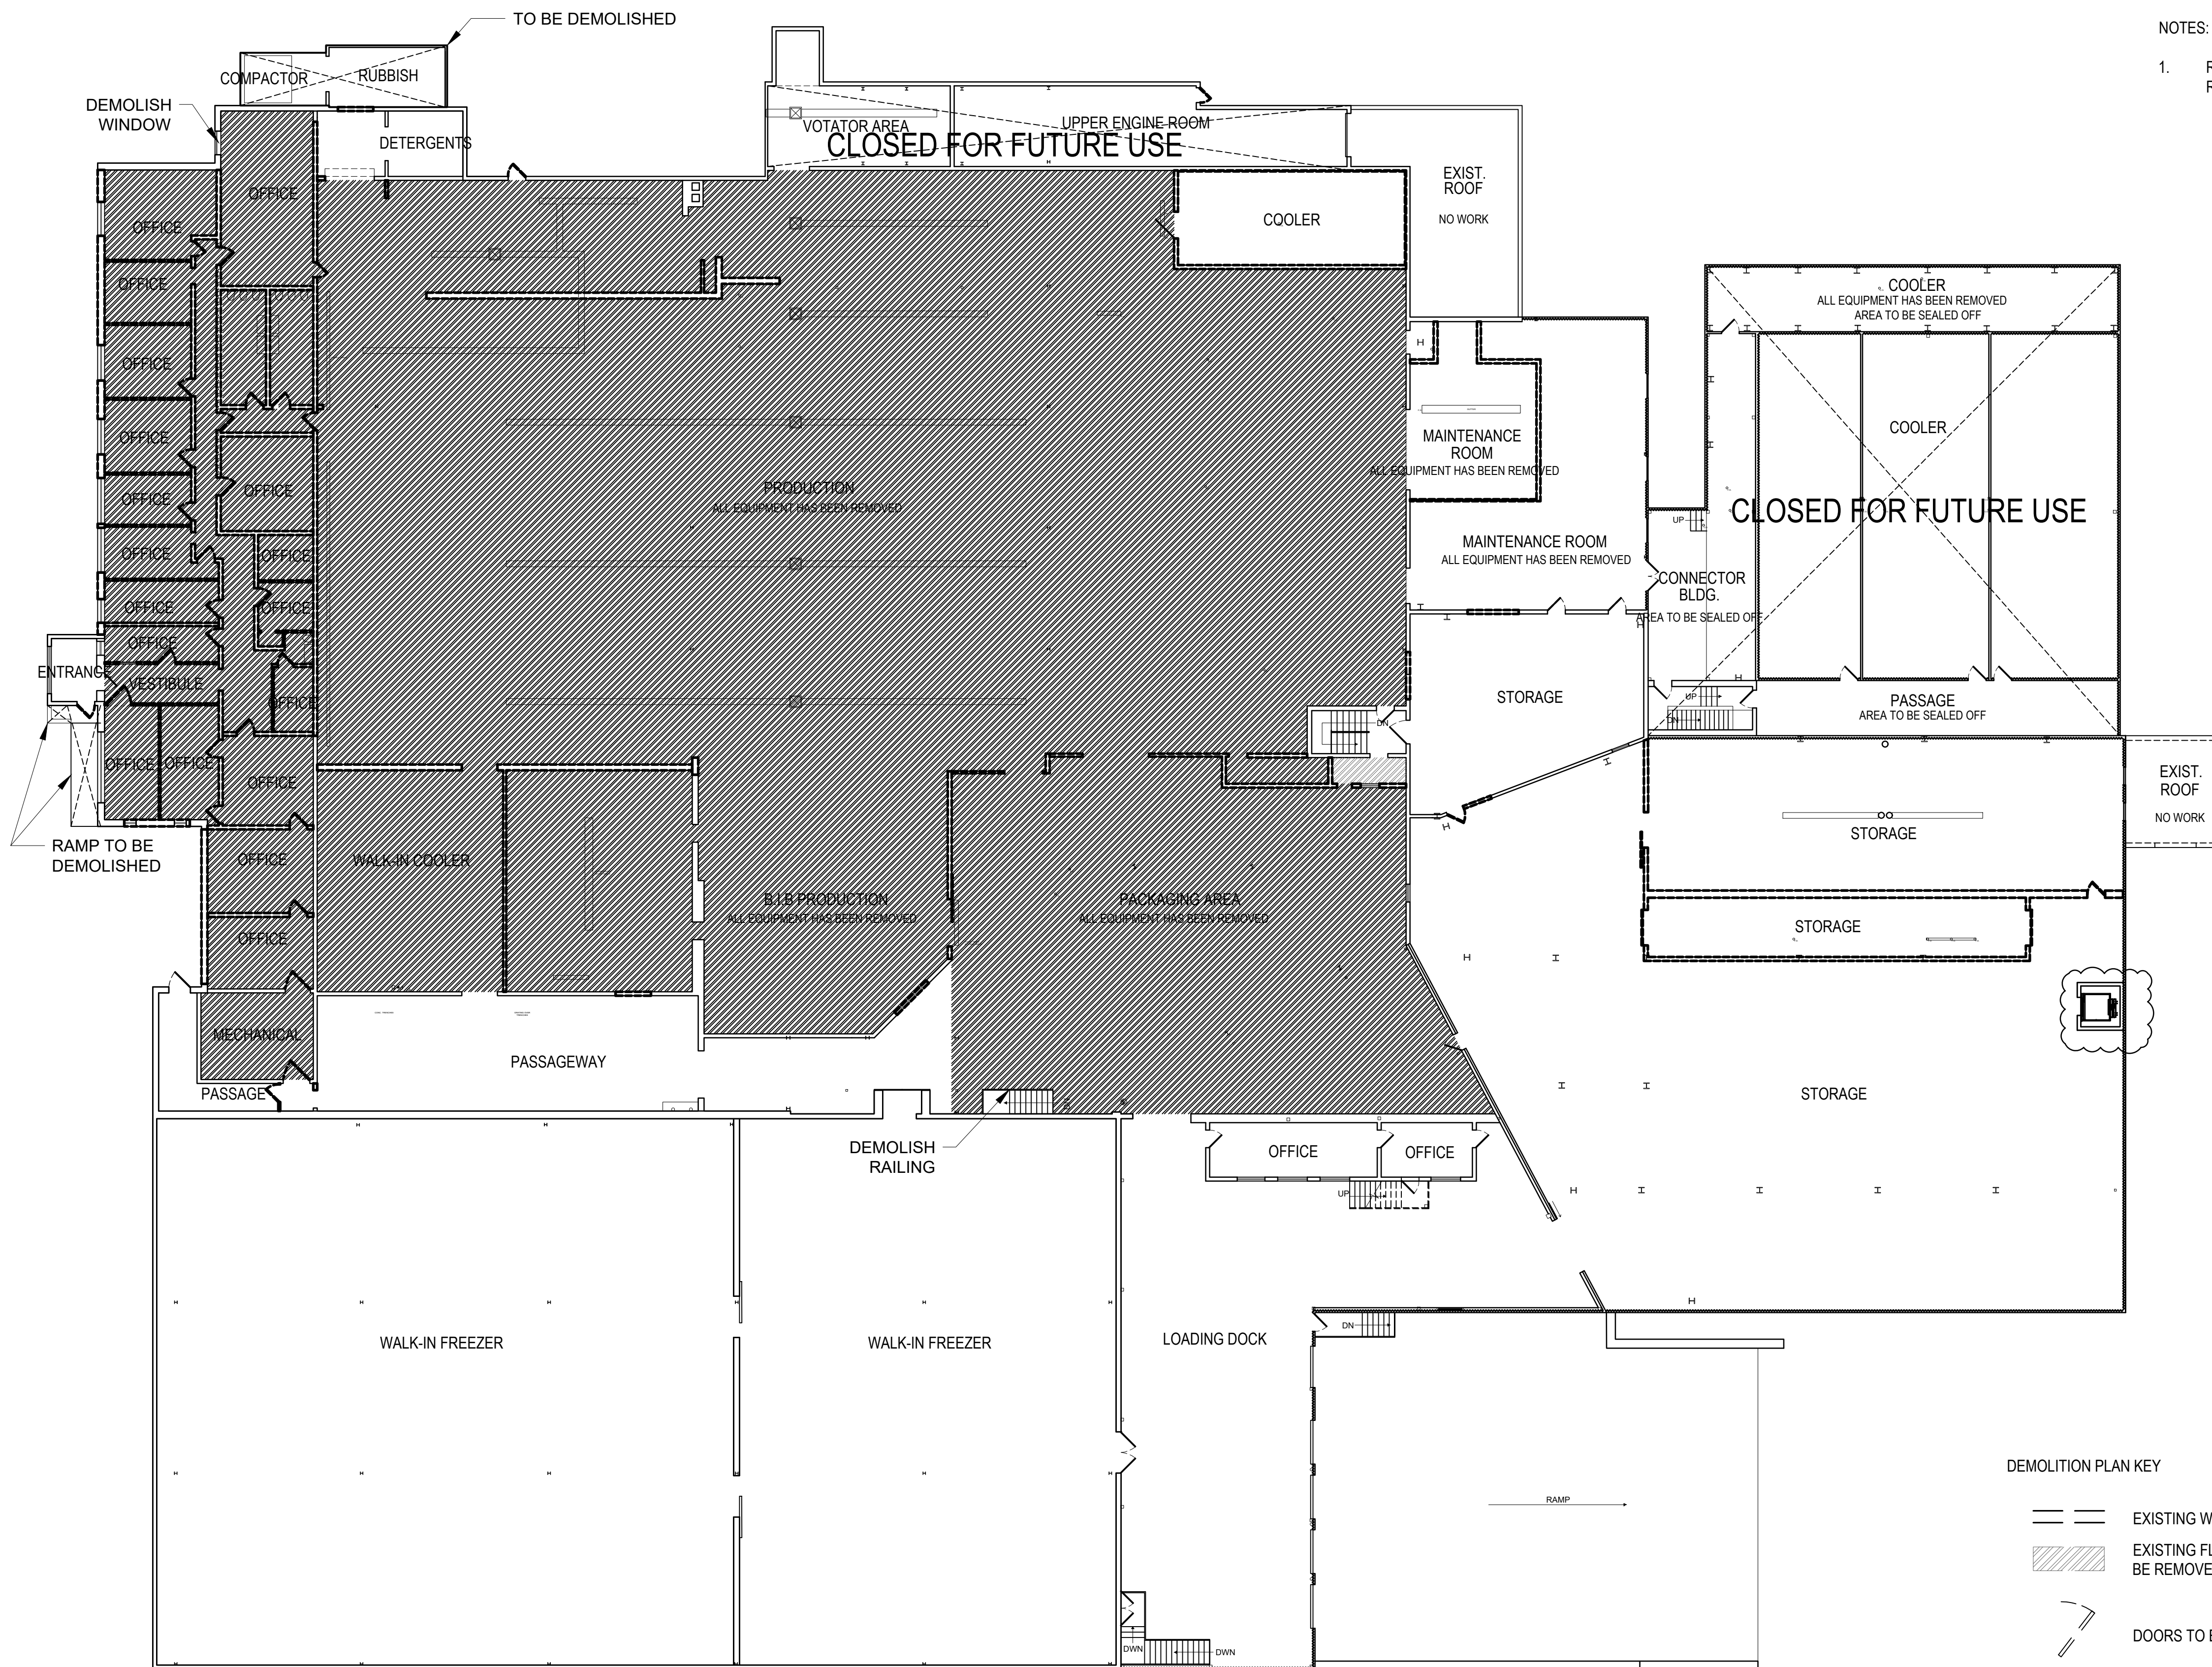 TO BE DEMOLISHED
NOTES:
1.
COMPACTOR
RUBBISH
DEMOLISH
WINDOW
DETERGENTS
VOTATOR AREA
UPPER ENGINE ROOM
CLOSED FOR FUTURE USE
EXIST.
ROOF
NO WORK
OFFICE
OFFICE
COOLER
OFFICE
COOLER
ALL EQUIPMENT HAS BEEN REMOVED
AREA TO BE SEALED OFF
OFFICE
OFFICE
COOLER
MAINTENANCE
ROOM
ALL EQUIPMENT HAS BEEN REMOVED
OFFICE
OFFICE
PRODUCTION
ALL EQUIPMENT HAS BEEN REMOVED
CLOSED FOR FUTURE USE
UP
MAINTENANCE ROOM
ALL EQUIPMENT HAS BEEN REMOVED
OFFICE
OFFICE
CONNECTOR
BLDG.
AREA TO BE SEALED OFF
OFFICE
OFFICE
OFFICE
ENTRANCE
VESTIBULE
OFFICE
STORAGE
UP
DN
PASSAGE
AREA TO BE SEALED OFF
DN
OFFICE
OFFICE
OFFICE
EXIST.
ROOF
NO WORK
RAMP TO BE
DEMOLISHED
STORAGE
OFFICE
WALK-IN COOLER
B.I.B PRODUCTION
ALL EQUIPMENT HAS BEEN REMOVED
PACKAGING AREA
ALL EQUIPMENT HAS BEEN REMOVED
STORAGE
OFFICE
MECHANICAL
PASSAGEWAY
PASSAGE
STORAGE
DN
DEMOLISH
RAILING
OFFICE
OFFICE
UP
WALK-IN FREEZER
WALK-IN FREEZER
LOADING DOCK
DN
RAMP
DEMOLITION PLAN KEY
EXISTING
EXISTING
BE
DOORS TO
DWN
DWN